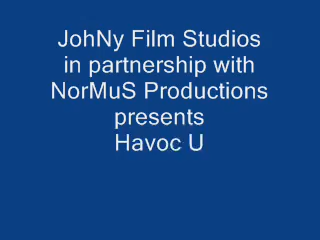 JohNy Film Studios
in partnership with
NorMuS Productions
presents
Havoc U